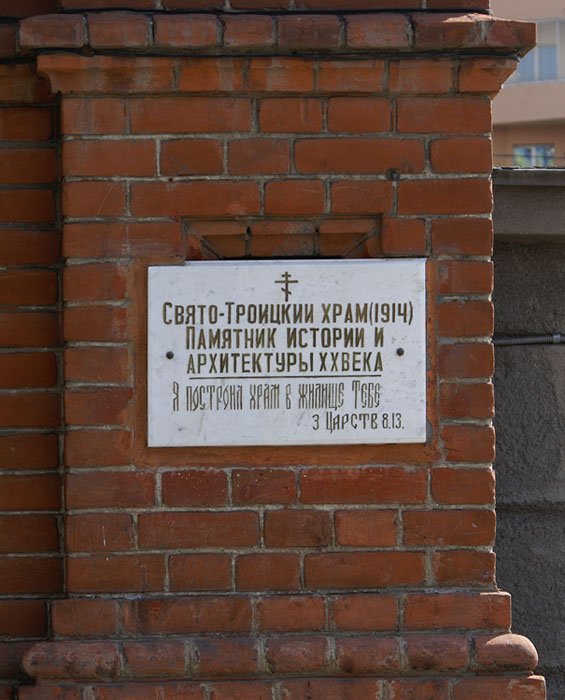 Свято-Троицкий храм(1914)
Памятник истории и
архитектуры XX века
Я построил храм в жилище Тебе
3 Царств 8.13.